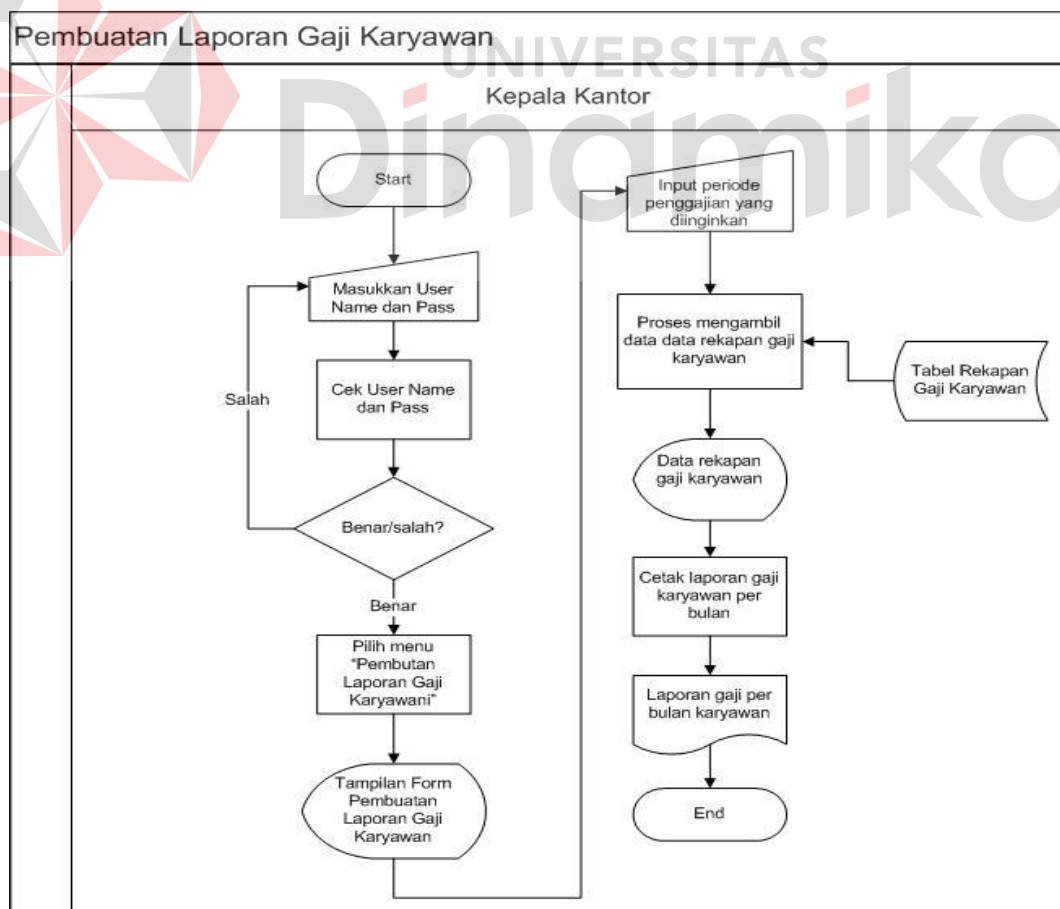 Pembuatan Laporan Gaji Karyawan
UNIVERSITAS
Dinamika
Kepala Kantor
Start
Masukkan User
Name dan Pass
Cek User Name
dan Pass
Salah
Benar/salah?
Benar
Pilih menu
"Pembutan
Laporan Gaji
Karyawani"
Tampilan Form
Pembuatan
Laporan Gaji
Karyawan
Input periode
penggajian yang
diinginkan
Proses mengambil
data data rekapan gaji
karyawan
Tabel Rekapan
Gaji Karyawan
Data rekapan
gaji karyawan
Cetak laporan gaji
karyawan per
bulan
Laporan gaji per
bulan karyawan
End